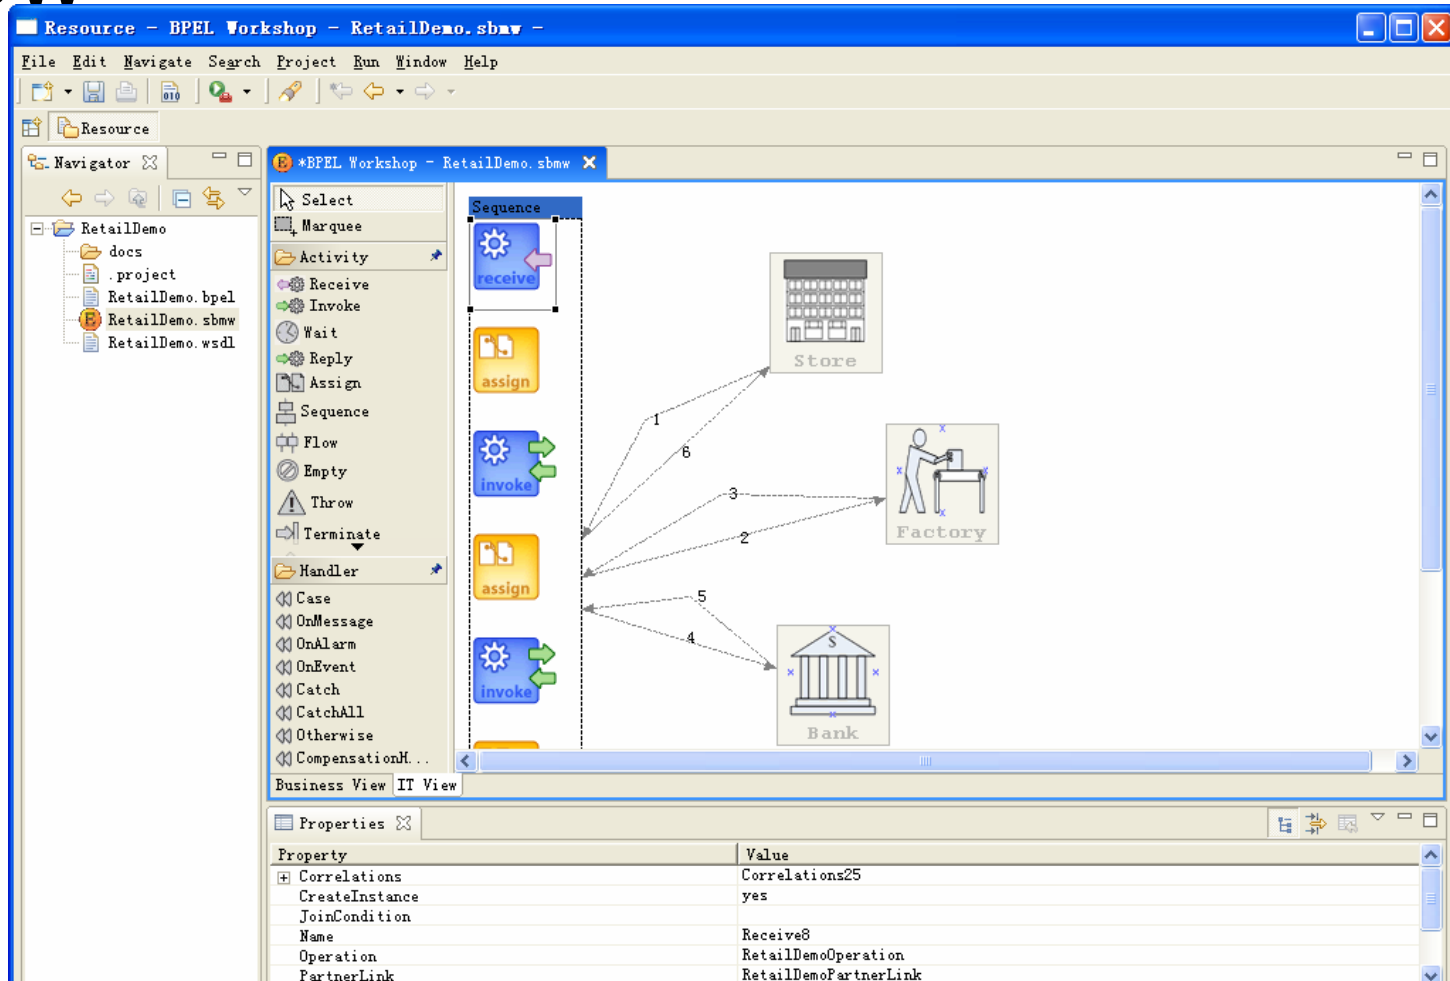 Resource - BPEL Workshop - RetailDemo.sbmw -
File Edit Navigate Search Project Run Window Help
010
Resource
Navigator
RetailDemo
docs
.project
RetailDemo.bpel
E RetailDemo.sbmw
RetailDemo.wsdl
E *BPEL Workshop - RetailDemo.sbmw
Select
Marquee
Activity
Receive
Invoke
Wait
Reply
Assign
Sequence
Flow
Empty
Throw
Terminate
Handler
Case
OnMessage
OnAlarm
OnEvent
Catch
CatchAll
Otherwise
CompensationH...
Sequence
receive
assign
invoke
assign
invoke
Store
1
6
3
2
Factory
5
4
S
Bank
Business View IT View
Properties
Property Value
Correlations Correlations25
CreateInstance yes
JoinCondition
Name Receive8
Operation RetailDemoOperation
PartnerLink RetailDemoPartnerLink